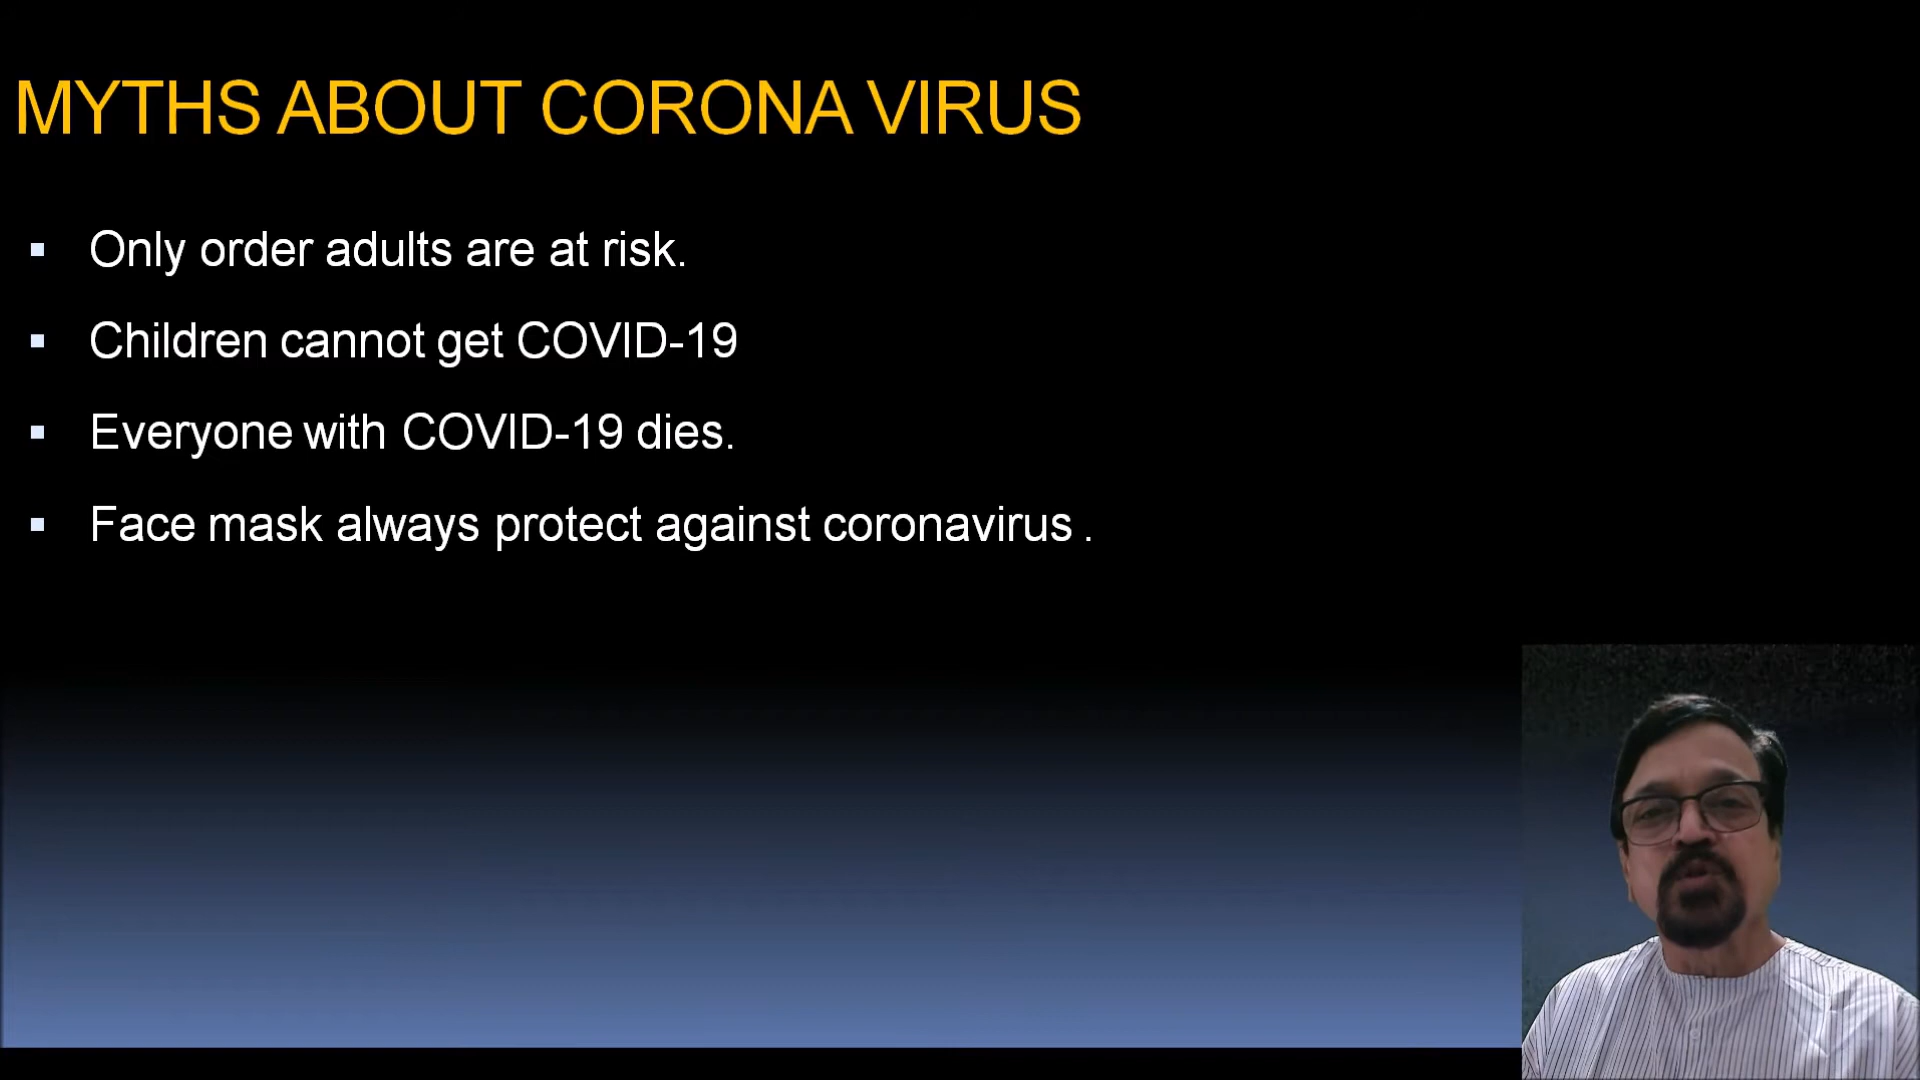 MYTHS ABOUT CORONA VIRUS
▪ Only order adults are at risk.
▪ Children cannot get COVID-19
▪ Everyone with COVID-19 dies.
▪ Face mask always protect against coronavirus .